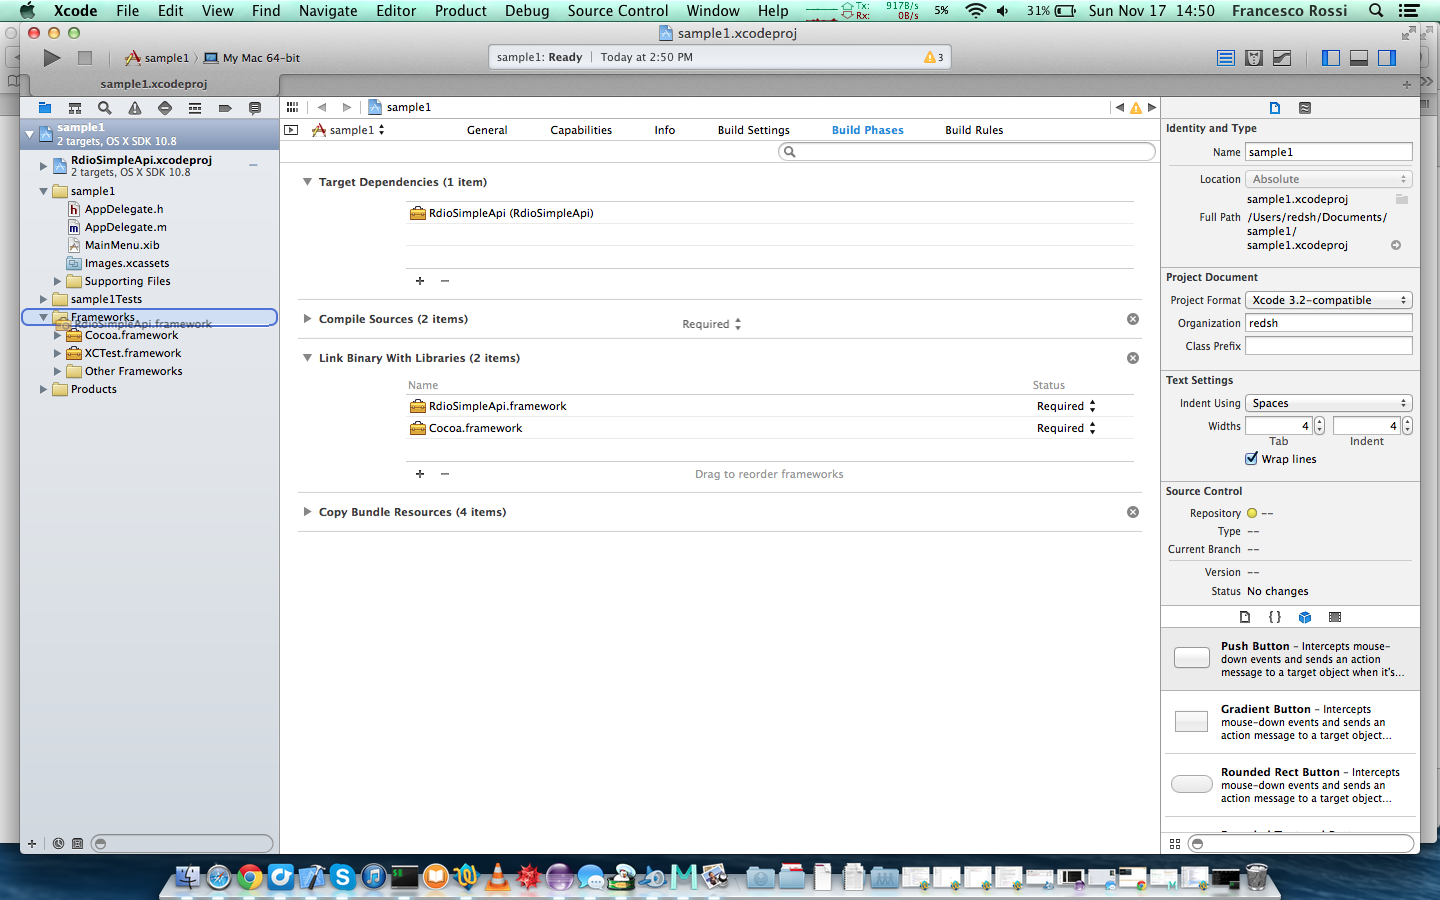 Xcode File Edit View Find Navigate Editor Product Debug Source Control Window Help Tx: 917B/s Rx: 0B/s 5% 31% Sun Nov 17 14:50 Francesco Rossi
sample1.xcodeproj
sample1 My Mac 64-bit
sample1: Ready Today at 2:50 PM 3
sample1.xcodeproj
sample1
2 targets, OS X SDK 10.8
RdioSimpleApi.xcodeproj
2 targets, OS X SDK 10.8
sample1
AppDelegate.h
AppDelegate.m
MainMenu.xib
Images.xcassets
Supporting Files
sample1Tests
Frameworks
RdioSimpleApi.framework
Cocoa.framework
XCTest.framework
Other Frameworks
Products
sample1
sample1 General Capabilities Info Build Settings Build Phases Build Rules
Target Dependencies (1 item)
RdioSimpleApi (RdioSimpleApi)
Compile Sources (2 items)
Required
Link Binary With Libraries (2 items)
Name Status
RdioSimpleApi.framework Required
Cocoa.framework Required
Drag to reorder frameworks
Copy Bundle Resources (4 items)
Identity and Type
Name sample1
Location Absolute
sample1.xcodeproj
Full Path /Users/redsh/Documents/
sample1/
sample1.xcodeproj
Project Document
Project Format Xcode 3.2-compatible
Organization redsh
Class Prefix
Text Settings
Indent Using Spaces
Widths 4 4
Tab Indent
Wrap lines
Source Control
Repository --
Type --
Current Branch --
Version --
Status No changes
Push Button - Intercepts mouse-
down events and sends an action
message to a target object when it's...
Gradient Button - Intercepts
mouse-down events and sends an
action message to a target object...
Rounded Rect Button - Intercepts
mouse-down events and sends an
action message to a target object...